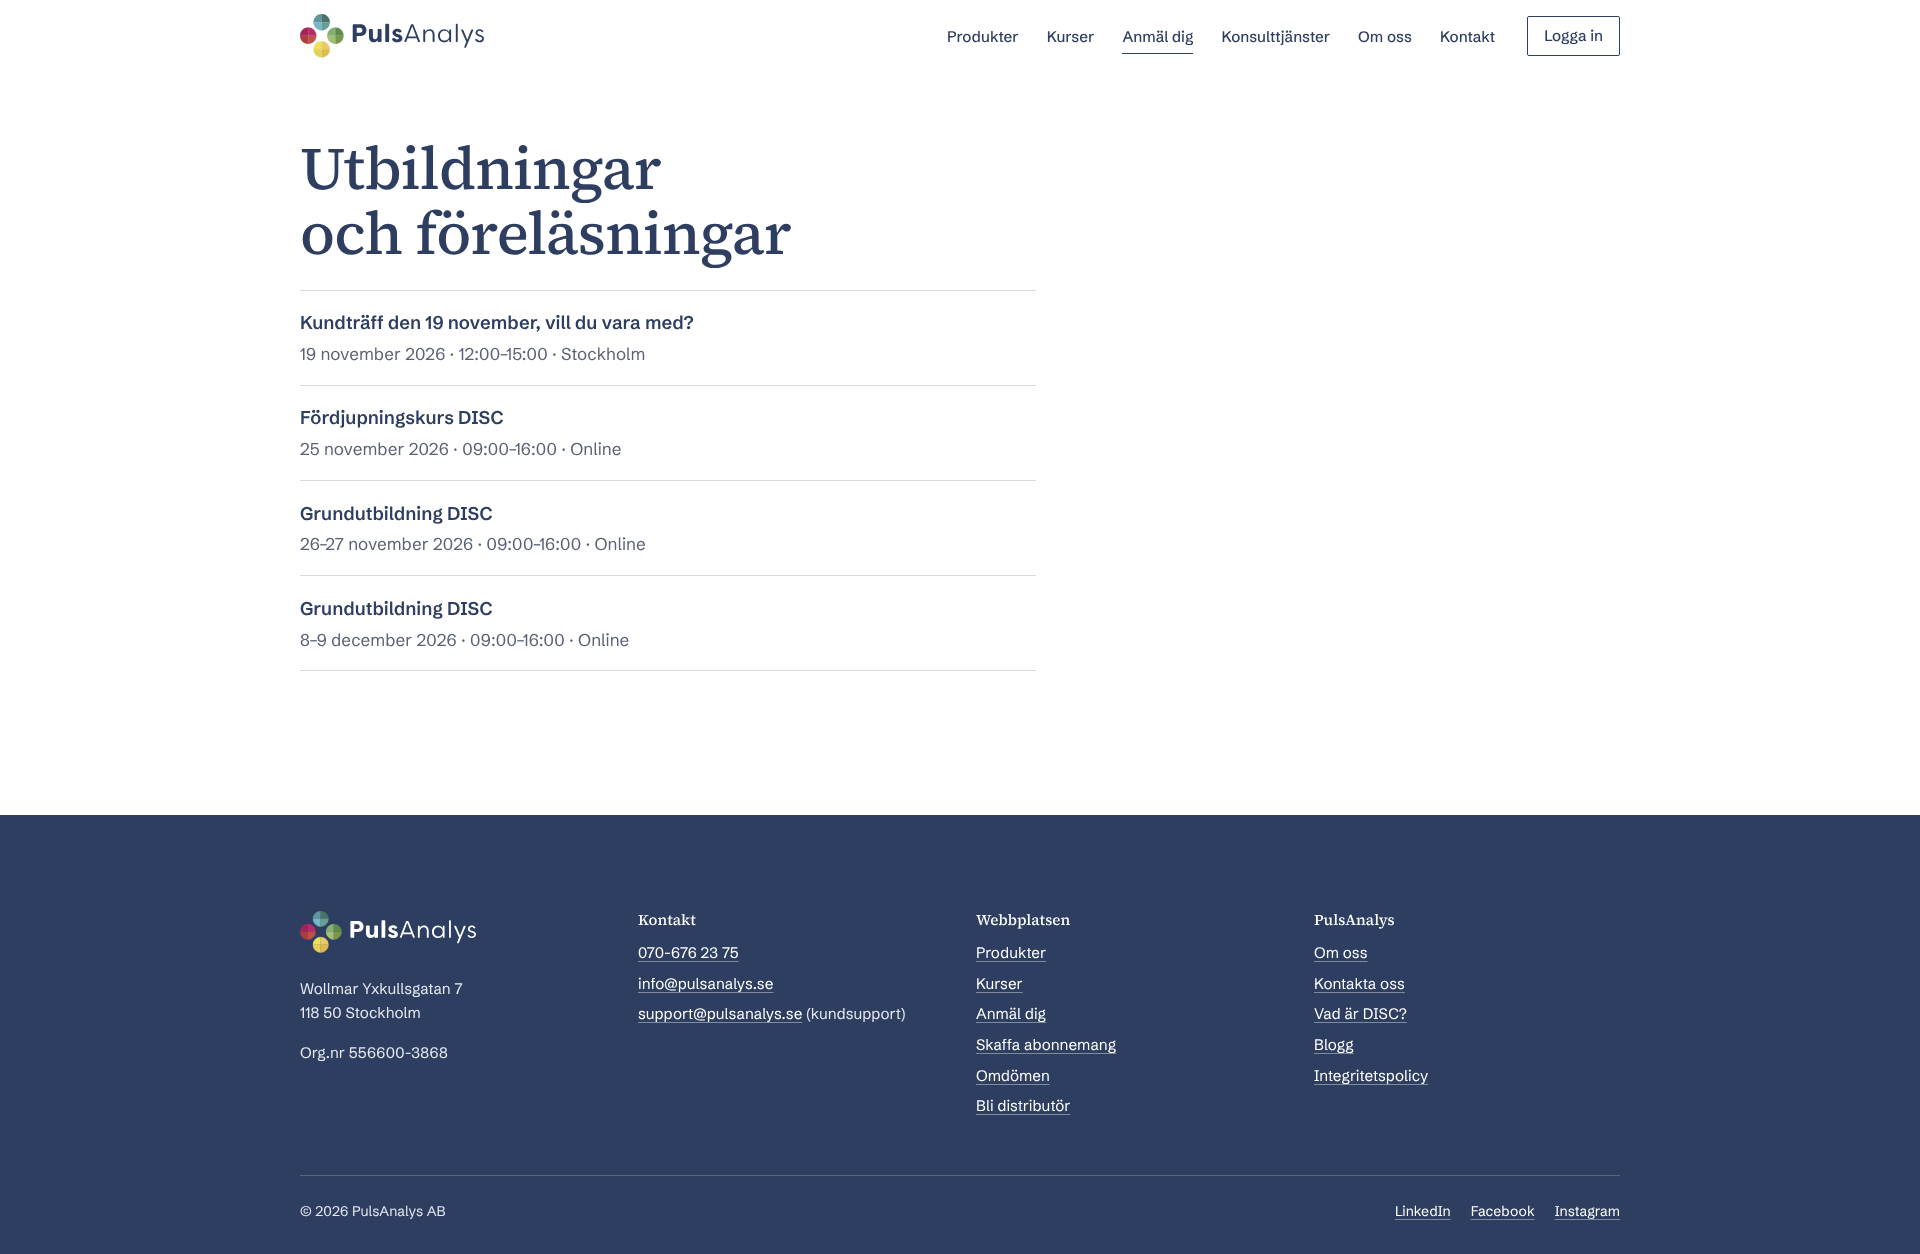 PulsAnalys
Produkter
Kurser
Anmäl dig
Konsulttjänster
Om oss
Kontakt
Logga in
Utbildningar
och föreläsningar
Kundträff den 19 november, vill du vara med?
19 november 2026 · 12:00–15:00 · Stockholm
Fördjupningskurs DISC
25 november 2026 · 09:00–16:00 · Online
Grundutbildning DISC
26–27 november 2026 · 09:00–16:00 · Online
Grundutbildning DISC
8–9 december 2026 · 09:00–16:00 · Online
PulsAnalys
Wollmar Yxkullsgatan 7
118 50 Stockholm
Org.nr 556600-3868
Kontakt
070-676 23 75
info@pulsanalys.se
support@pulsanalys.se (kundsupport)
Webbplatsen
Produkter
Kurser
Anmäl dig
Skaffa abonnemang
Omdömen
Bli distributör
PulsAnalys
Om oss
Kontakta oss
Vad är DISC?
Blogg
Integritetspolicy
© 2026 PulsAnalys AB
LinkedIn
Facebook
Instagram